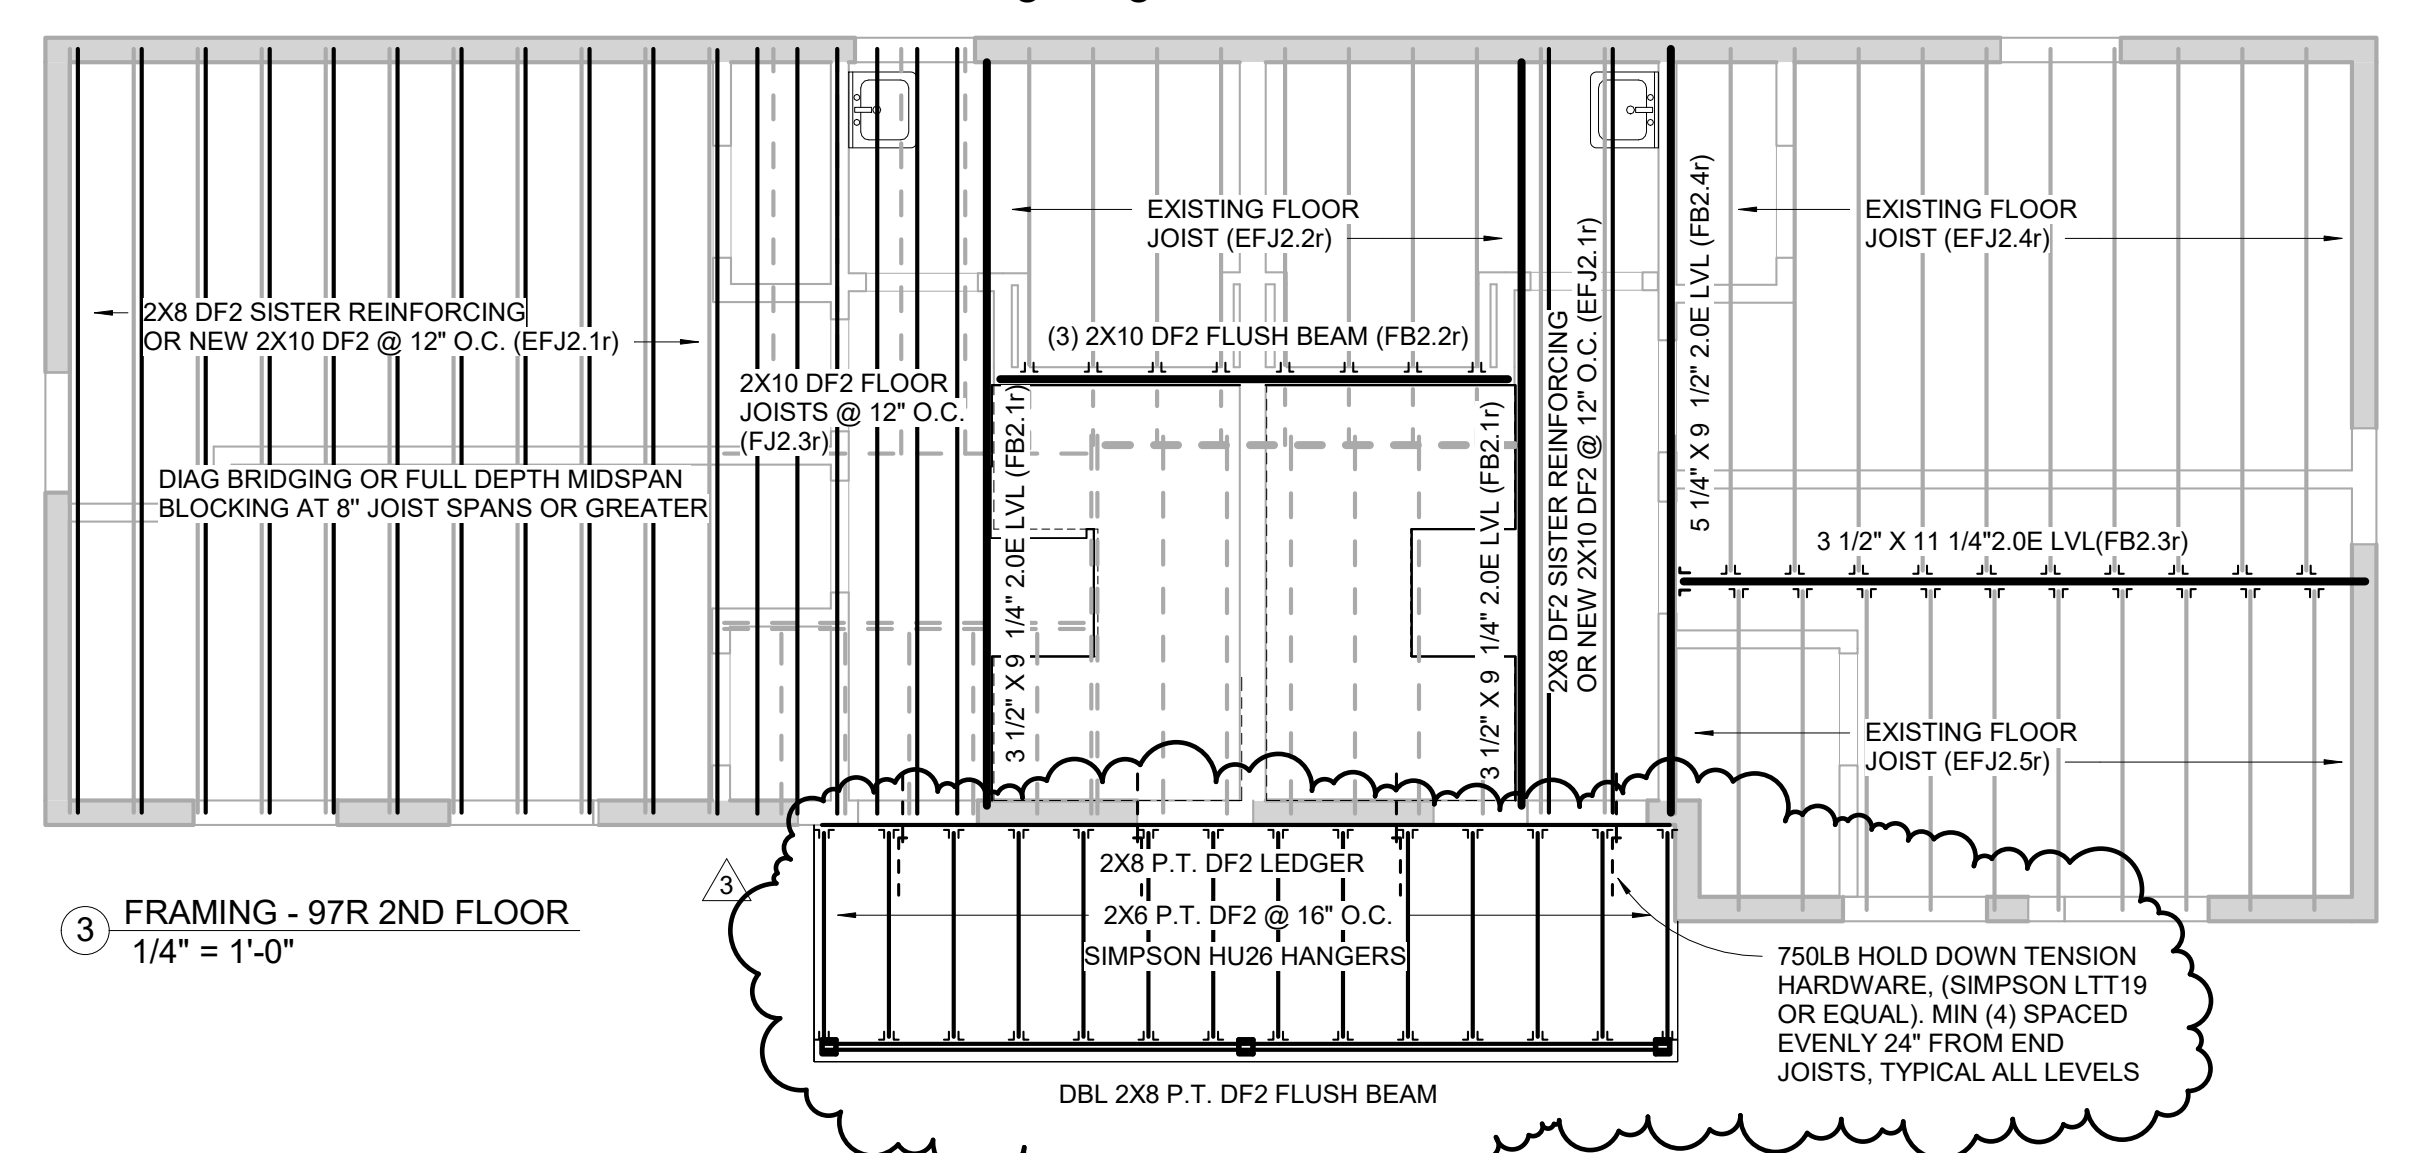 EXISTING FLOOR
JOIST (EFJ2.2r)
EXISTING FLOOR
JOIST (EFJ2.4r)
2X8 DF2 SISTER REINFORCING
OR NEW 2X10 DF2 @ 12" O.C. (EFJ2.1r)
(3) 2X10 DF2 FLUSH BEAM (FB2.2r)
2X10 DF2 FLOOR
JOISTS @ 12" O.C.
(FJ2.3r)
DIAG BRIDGING OR FULL DEPTH MIDSPAN
BLOCKING AT 8" JOIST SPANS OR GREATER
3 1/2" X 9 1/4" 2.0E LVL (FB2.1r)
3 1/2" X 9 1/4" 2.0E LVL (FB2.1r)
2X8 DF2 SISTER REINFORCING
OR NEW 2X10 DF2 @ 12" O.C. (EFJ2.1r)
5 1/4" X 9 1/2" 2.0E LVL (FB2.4r)
3 1/2" X 11 1/4"2.0E LVL(FB2.3r)
EXISTING FLOOR
JOIST (EFJ2.5r)
3
2X8 P.T. DF2 LEDGER
2X6 P.T. DF2 @ 16" O.C.
SIMPSON HU26 HANGERS
3 FRAMING - 97R 2ND FLOOR
1/4" = 1'-0"
750LB HOLD DOWN TENSION
HARDWARE, (SIMPSON LTT19
OR EQUAL). MIN (4) SPACED
EVENLY 24" FROM END
JOISTS, TYPICAL ALL LEVELS
DBL 2X8 P.T. DF2 FLUSH BEAM